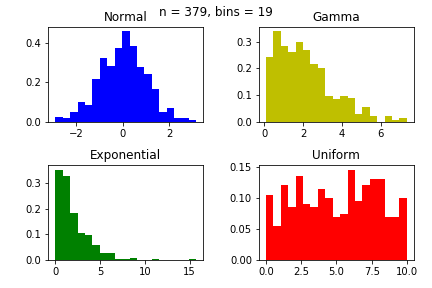 n = 379, bins = 19
Normal
0.4
0.2
0.0
−2 0 2
Gamma
0.3
0.2
0.1
0.0
0 2 4 6
Exponential
0.3
0.2
0.1
0.0
0 5 10 15
Uniform
0.15
0.10
0.05
0.00
0.0 2.5 5.0 7.5 10.0